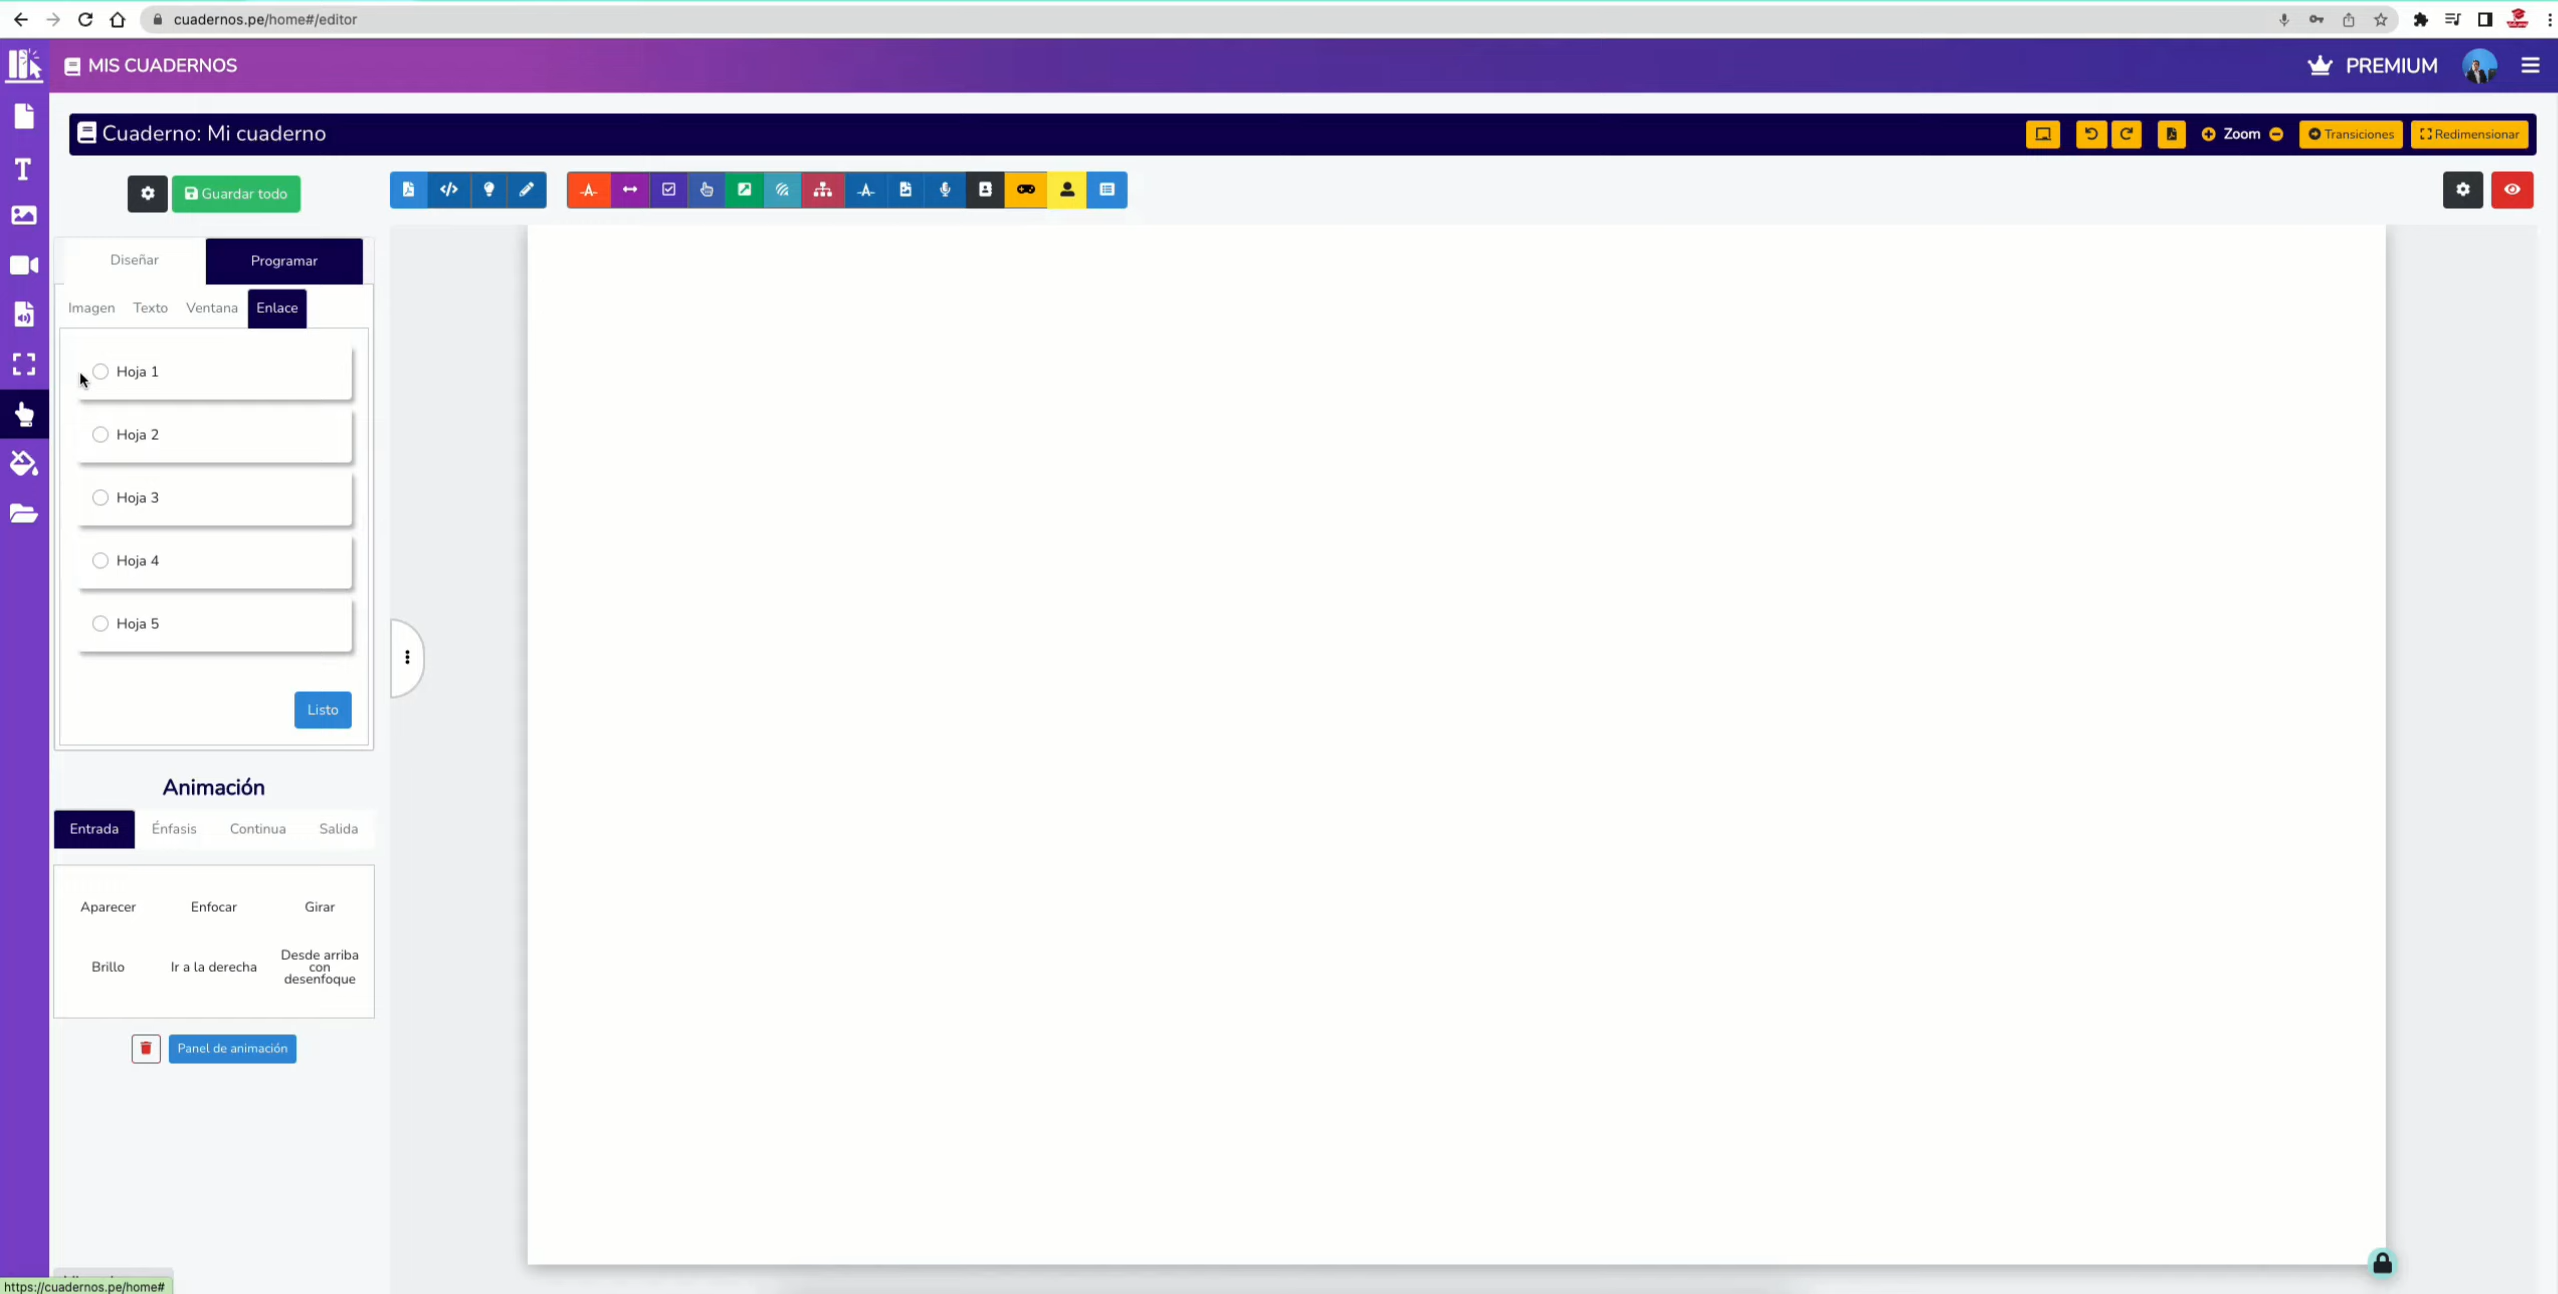 cuadernos.pe/home#/editor
MIS CUADERNOS
PREMIUM
Cuaderno: Mi cuaderno
Zoom
Transiciones
Redimensionar
Guardar todo
Diseñar
Programar
Imagen
Texto
Ventana
Enlace
Hoja 1
Hoja 2
Hoja 3
Hoja 4
Hoja 5
Listo
Animación
Entrada
Énfasis
Continua
Salida
Aparecer
Enfocar
Girar
Brillo
Ir a la derecha
Desde arriba
con
desenfoque
Panel de animación
https://cuadernos.pe/home#